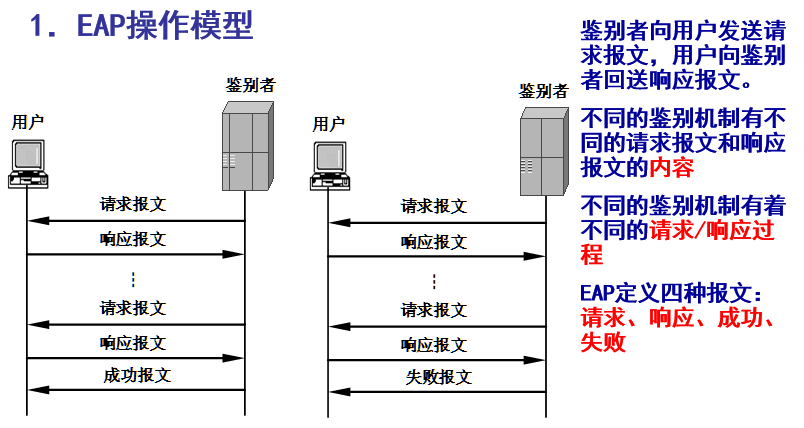 1．EAP操作模型
鉴别者
用户
请求报文
响应报文
请求报文
响应报文
成功报文
鉴别者
用户
请求报文
响应报文
请求报文
响应报文
失败报文
鉴别者向用户发送请
求报文，用户向鉴别
者回送响应报文。
不同的鉴别机制有不
同的请求报文和响应
报文的内容
不同的鉴别机制有着
不同的请求/响应过
程
EAP定义四种报文：
请求、响应、成功、
失败